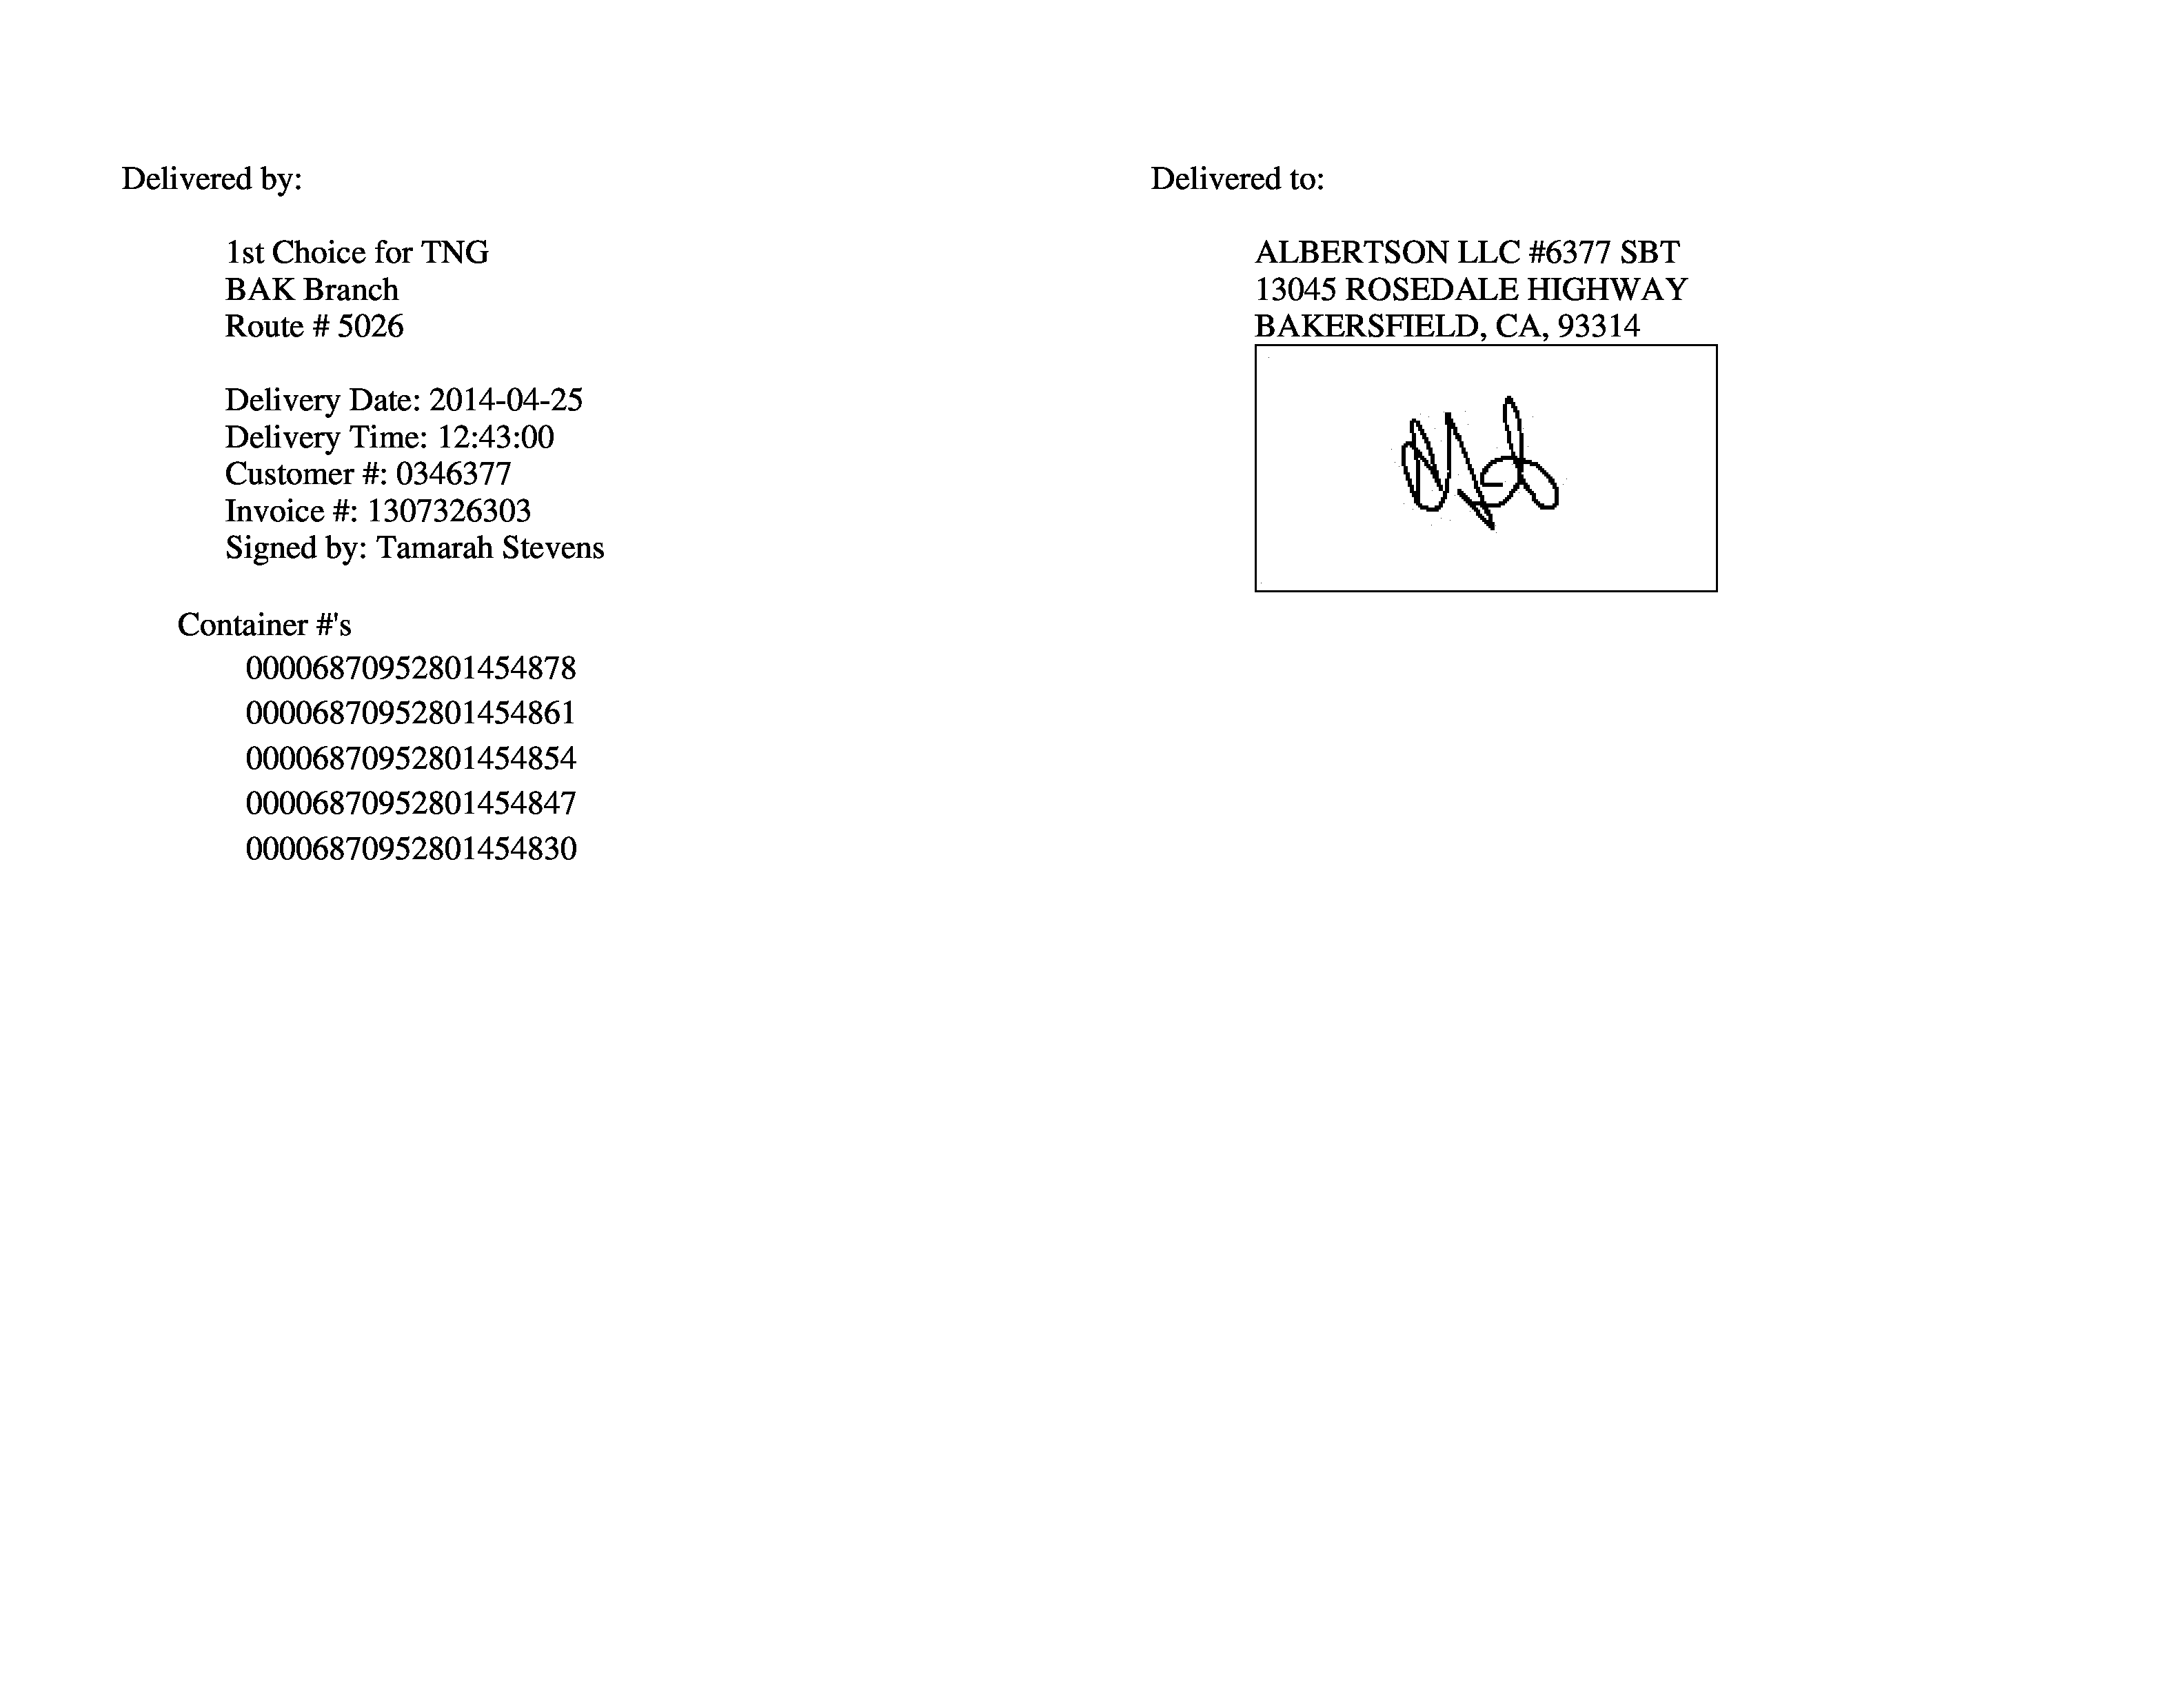 Delivered by:
1st Choice for TNG
BAK Branch
Route # 5026
Delivery Date: 2014-04-25
Delivery Time: 12:43:00
Customer #: 0346377
Invoice #: 1307326303
Signed by: Tamarah Stevens
Container #'s
00006870952801454878
00006870952801454861
00006870952801454854
00006870952801454847
00006870952801454830
Delivered to:
ALBERTSON LLC #6377 SBT
13045 ROSEDALE HIGHWAY
BAKERSFIELD, CA, 93314